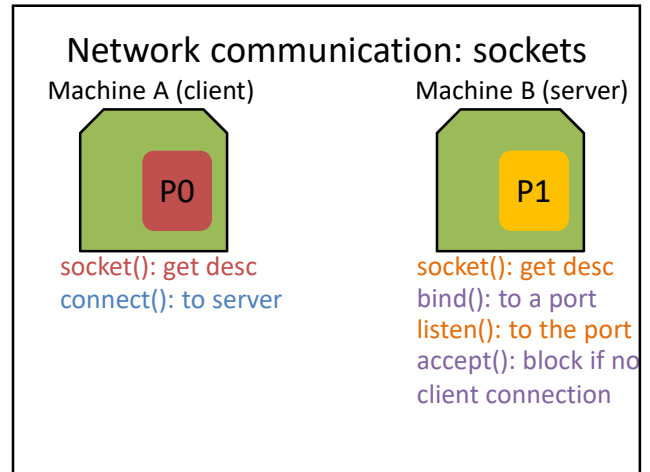 Network communication: sockets
Machine A (client)
Machine B (server)
P0
P1
socket(): get desc
connect(): to server
socket(): get desc
bind(): to a port
listen(): to the port
accept(): block if no
client connection